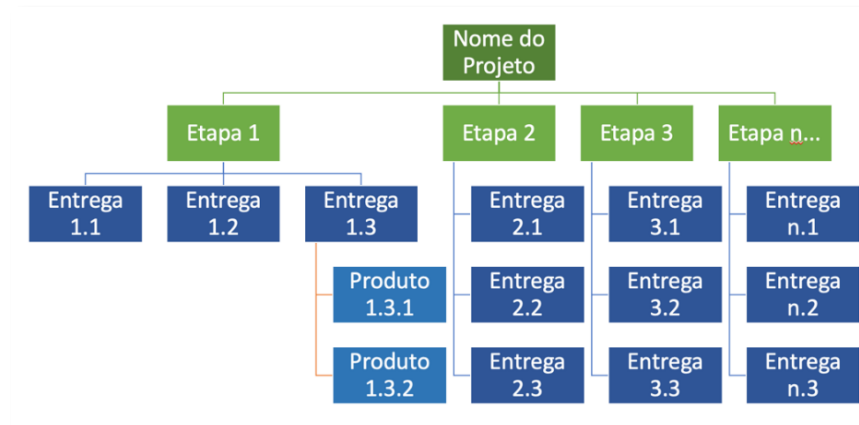 Nome do
Projeto
Etapa 1
Etapa 2
Etapa 3
Etapa n...
Entrega
1.1
Entrega
1.2
Entrega
1.3
Entrega
2.1
Entrega
3.1
Entrega
n.1
Produto
1.3.1
Entrega
2.2
Entrega
3.2
Entrega
n.2
Produto
1.3.2
Entrega
2.3
Entrega
3.3
Entrega
n.3